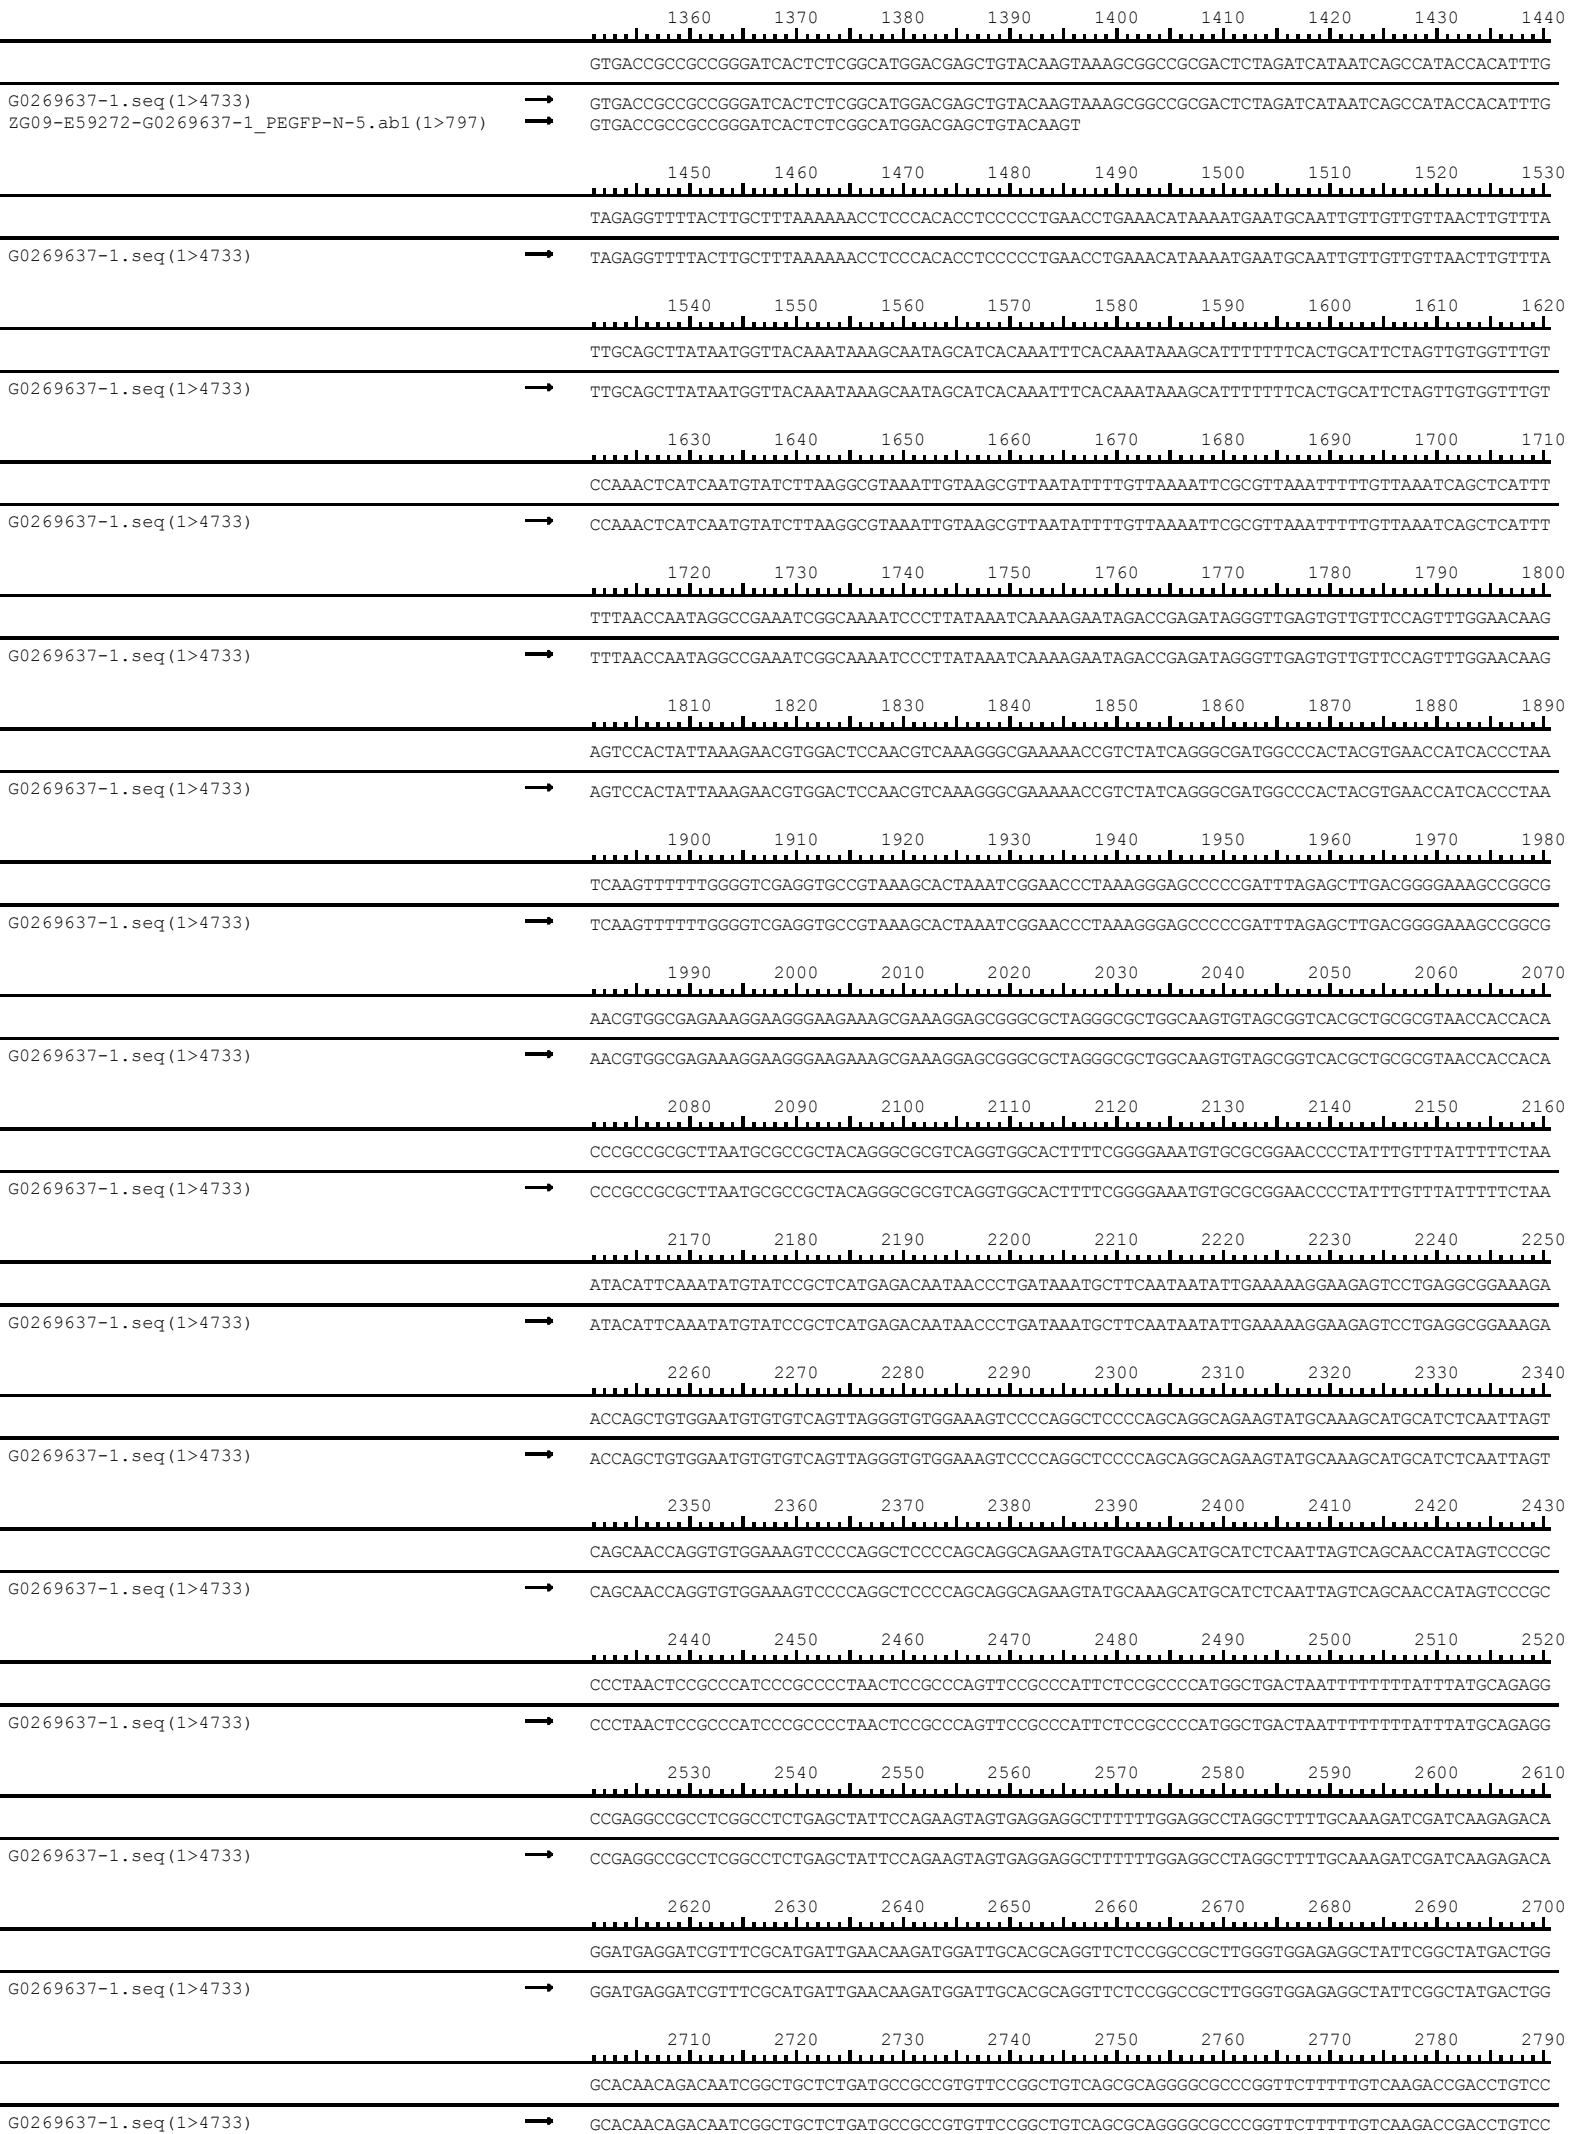 1360 1370 1380 1390 1400 1410 1420 1430 1440
GTGACCGCCGCCGGGATCACTCTCGGCATGGACGAGCTGTACAAGTAAAGCGGCCGCGACTCTAGATCATAATCAGCCATACCACATTTG
G0269637-1.seq(1>4733) → GTGACCGCCGCCGGGATCACTCTCGGCATGGACGAGCTGTACAAGTAAAGCGGCCGCGACTCTAGATCATAATCAGCCATACCACATTTG
ZG09-E59272-G0269637-1_PEGFP-N-5.ab1(1>797) → GTGACCGCCGCCGGGATCACTCTCGGCATGGACGAGCTGTACAAGT
1450 1460 1470 1480 1490 1500 1510 1520 1530
TAGAGGTTTTACTTGCTTTAAAAAACCTCCCACACCTCCCCCTGAACCTGAAACATAAAATGAATGCAATTGTTGTTGTTAACTTGTTTA
G0269637-1.seq(1>4733) → TAGAGGTTTTACTTGCTTTAAAAAACCTCCCACACCTCCCCCTGAACCTGAAACATAAAATGAATGCAATTGTTGTTGTTAACTTGTTTA
1540 1550 1560 1570 1580 1590 1600 1610 1620
TTGCAGCTTATAATGGTTACAAATAAAGCAATAGCATCACAAATTTCACAAATAAAGCATTTTTTTCACTGCATTCTAGTTGTGGTTTGT
G0269637-1.seq(1>4733) → TTGCAGCTTATAATGGTTACAAATAAAGCAATAGCATCACAAATTTCACAAATAAAGCATTTTTTTCACTGCATTCTAGTTGTGGTTTGT
1630 1640 1650 1660 1670 1680 1690 1700 1710
CCAAACTCATCAATGTATCTTAAGGCGTAAATTGTAAGCGTTAATATTTTGTTAAAATTCGCGTTAAATTTTTGTTAAATCAGCTCATTT
G0269637-1.seq(1>4733) → CCAAACTCATCAATGTATCTTAAGGCGTAAATTGTAAGCGTTAATATTTTGTTAAAATTCGCGTTAAATTTTTGTTAAATCAGCTCATTT
1720 1730 1740 1750 1760 1770 1780 1790 1800
TTTAACCAATAGGCCGAAATCGGCAAAATCCCTTATAAATCAAAAGAATAGACCGAGATAGGGTTGAGTGTTGTTCCAGTTTGGAACAAG
G0269637-1.seq(1>4733) → TTTAACCAATAGGCCGAAATCGGCAAAATCCCTTATAAATCAAAAGAATAGACCGAGATAGGGTTGAGTGTTGTTCCAGTTTGGAACAAG
1810 1820 1830 1840 1850 1860 1870 1880 1890
AGTCCACTATTAAAGAACGTGGACTCCAACGTCAAAGGGCGAAAAACCGTCTATCAGGGCGATGGCCCACTACGTGAACCATCACCCTAA
G0269637-1.seq(1>4733) → AGTCCACTATTAAAGAACGTGGACTCCAACGTCAAAGGGCGAAAAACCGTCTATCAGGGCGATGGCCCACTACGTGAACCATCACCCTAA
1900 1910 1920 1930 1940 1950 1960 1970 1980
TCAAGTTTTTTGGGGTCGAGGTGCCGTAAAGCACTAAATCGGAACCCTAAAGGGAGCCCCCGATTTAGAGCTTGACGGGGAAAGCCGGCG
G0269637-1.seq(1>4733) → TCAAGTTTTTTGGGGTCGAGGTGCCGTAAAGCACTAAATCGGAACCCTAAAGGGAGCCCCCGATTTAGAGCTTGACGGGGAAAGCCGGCG
1990 2000 2010 2020 2030 2040 2050 2060 2070
AACGTGGCGAGAAAGGAAGGGAAGAAAGCGAAAGGAGCGGGCGCTAGGGCGCTGGCAAGTGTAGCGGTCACGCTGCGCGTAACCACCACA
G0269637-1.seq(1>4733) → AACGTGGCGAGAAAGGAAGGGAAGAAAGCGAAAGGAGCGGGCGCTAGGGCGCTGGCAAGTGTAGCGGTCACGCTGCGCGTAACCACCACA
2080 2090 2100 2110 2120 2130 2140 2150 2160
CCCGCCGCGCTTAATGCGCCGCTACAGGGCGCGTCAGGTGGCACTTTTCGGGGAAATGTGCGCGGAACCCCTATTTGTTTATTTTTCTAA
G0269637-1.seq(1>4733) → CCCGCCGCGCTTAATGCGCCGCTACAGGGCGCGTCAGGTGGCACTTTTCGGGGAAATGTGCGCGGAACCCCTATTTGTTTATTTTTCTAA
2170 2180 2190 2200 2210 2220 2230 2240 2250
ATACATTCAAATATGTATCCGCTCATGAGACAATAACCCTGATAAATGCTTCAATAATATTGAAAAAGGAAGAGTCCTGAGGCGGAAAGA
G0269637-1.seq(1>4733) → ATACATTCAAATATGTATCCGCTCATGAGACAATAACCCTGATAAATGCTTCAATAATATTGAAAAAGGAAGAGTCCTGAGGCGGAAAGA
2260 2270 2280 2290 2300 2310 2320 2330 2340
ACCAGCTGTGGAATGTGTGTCAGTTAGGGTGTGGAAAGTCCCCAGGCTCCCCAGCAGGCAGAAGTATGCAAAGCATGCATCTCAATTAGT
G0269637-1.seq(1>4733) → ACCAGCTGTGGAATGTGTGTCAGTTAGGGTGTGGAAAGTCCCCAGGCTCCCCAGCAGGCAGAAGTATGCAAAGCATGCATCTCAATTAGT
2350 2360 2370 2380 2390 2400 2410 2420 2430
CAGCAACCAGGTGTGGAAAGTCCCCAGGCTCCCCAGCAGGCAGAAGTATGCAAAGCATGCATCTCAATTAGTCAGCAACCATAGTCCCGC
G0269637-1.seq(1>4733) → CAGCAACCAGGTGTGGAAAGTCCCCAGGCTCCCCAGCAGGCAGAAGTATGCAAAGCATGCATCTCAATTAGTCAGCAACCATAGTCCCGC
2440 2450 2460 2470 2480 2490 2500 2510 2520
CCCTAACTCCGCCCATCCCGCCCCTAACTCCGCCCAGTTCCGCCCATTCTCCGCCCCATGGCTGACTAATTTTTTTTATTTATGCAGAGG
G0269637-1.seq(1>4733) → CCCTAACTCCGCCCATCCCGCCCCTAACTCCGCCCAGTTCCGCCCATTCTCCGCCCCATGGCTGACTAATTTTTTTTATTTATGCAGAGG
2530 2540 2550 2560 2570 2580 2590 2600 2610
CCGAGGCCGCCTCGGCCTCTGAGCTATTCCAGAAGTAGTGAGGAGGCTTTTTTGGAGGCCTAGGCTTTTGCAAAGATCGATCAAGAGACA
G0269637-1.seq(1>4733) → CCGAGGCCGCCTCGGCCTCTGAGCTATTCCAGAAGTAGTGAGGAGGCTTTTTTGGAGGCCTAGGCTTTTGCAAAGATCGATCAAGAGACA
2620 2630 2640 2650 2660 2670 2680 2690 2700
GGATGAGGATCGTTTCGCATGATTGAACAAGATGGATTGCACGCAGGTTCTCCGGCCGCTTGGGTGGAGAGGCTATTCGGCTATGACTGG
G0269637-1.seq(1>4733) → GGATGAGGATCGTTTCGCATGATTGAACAAGATGGATTGCACGCAGGTTCTCCGGCCGCTTGGGTGGAGAGGCTATTCGGCTATGACTGG
2710 2720 2730 2740 2750 2760 2770 2780 2790
GCACAACAGACAATCGGCTGCTCTGATGCCGCCGTGTTCCGGCTGTCAGCGCAGGGGCGCCCGGTTCTTTTTGTCAAGACCGACCTGTCC
G0269637-1.seq(1>4733) → GCACAACAGACAATCGGCTGCTCTGATGCCGCCGTGTTCCGGCTGTCAGCGCAGGGGCGCCCGGTTCTTTTTGTCAAGACCGACCTGTCC